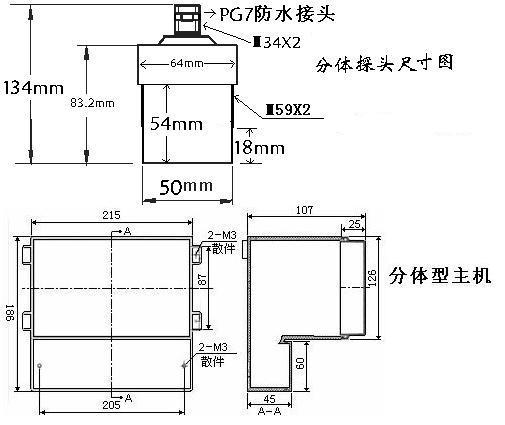 PG7防水接头
M34X2
分体探头尺寸图
64mm
134mm
83.2mm
M59X2
54mm
18mm
50mm
215
A
2-M3
散件
87
186
2-M3
散件
A
205
107
25
126
分体型主机
60
45
A-A